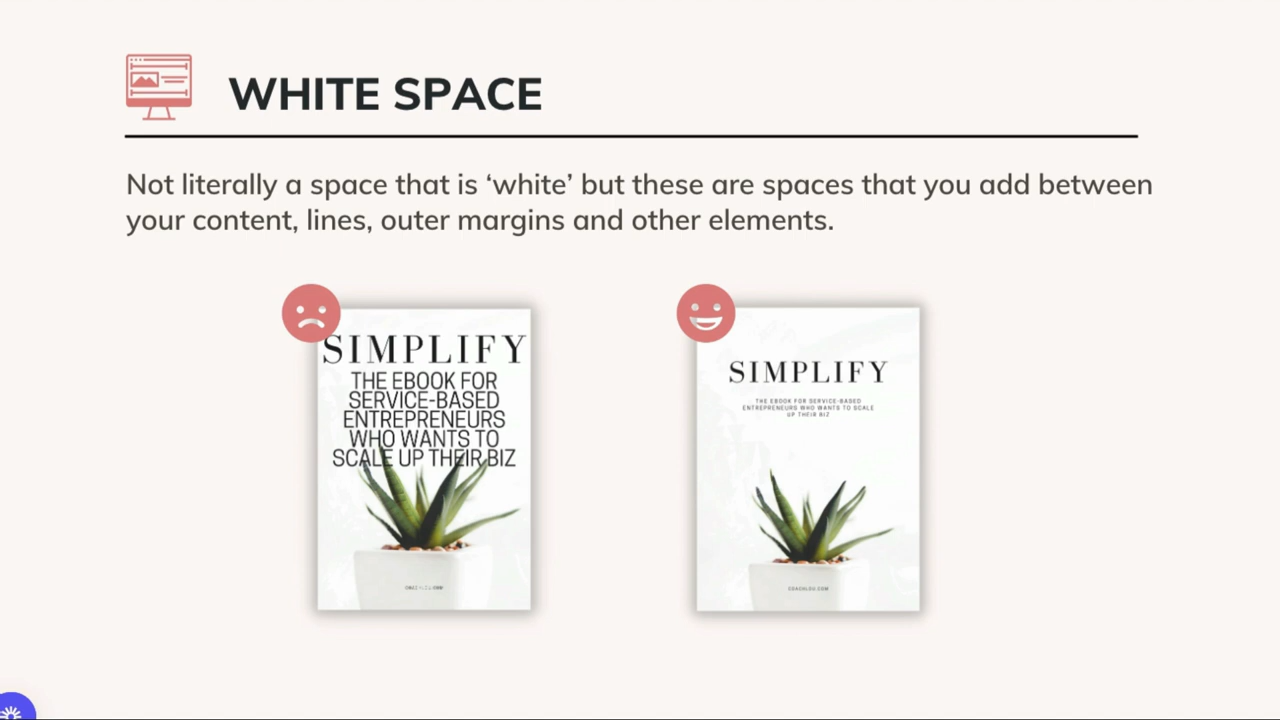 WHITE SPACE
Not literally a space that is ‘white’ but these are spaces that you add between
your content, lines, outer margins and other elements.
SIMPLIFY
THE EBOOK FOR
SERVICE-BASED
ENTREPRENEURS
WHO WANTS TO
SCALE UP THEIR BIZ
SIMPLIFY
THE EBOOK FOR SERVICE-BASED
ENTREPRENEURS WHO WANTS TO SCALE
UP THEIR BIZ
COACHLOU.COM